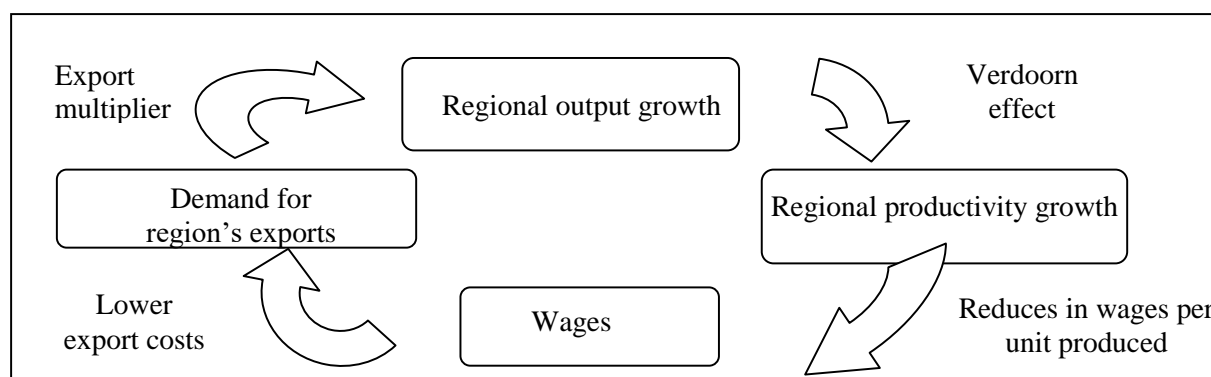 Export
multiplier
Regional output growth
Verdoorn
effect
Demand for
region's exports
Regional productivity growth
Lower
export costs
Wages
Reduces in wages per
unit produced